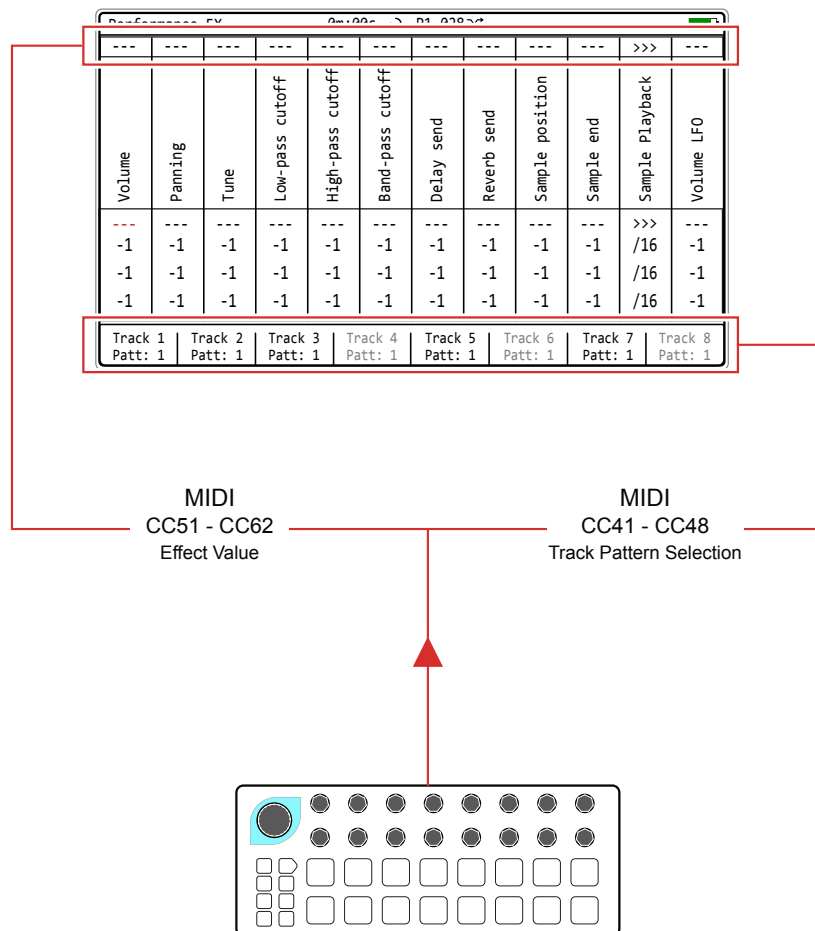 --- --- --- --- --- --- --- --- --- --- >>> ---
Volume
Panning
Tune
Low-pass cutoff
High-pass cutoff
Band-pass cutoff
Delay send
Reverb send
Sample position
Sample end
Sample Playback
Volume LFO
--- --- --- --- --- --- --- --- --- --- >>> ---
-1 -1 -1 -1 -1 -1 -1 -1 -1 -1 /16 -1
-1 -1 -1 -1 -1 -1 -1 -1 -1 -1 /16 -1
-1 -1 -1 -1 -1 -1 -1 -1 -1 -1 /16 -1
Track 1 Track 2 Track 3 Track 4 Track 5 Track 6 Track 7 Track 8
Patt: 1 Patt: 1 Patt: 1 Patt: 1 Patt: 1 Patt: 1 Patt: 1 Patt: 1
MIDI
CC51 - CC62
Effect Value
MIDI
CC41 - CC48
Track Pattern Selection